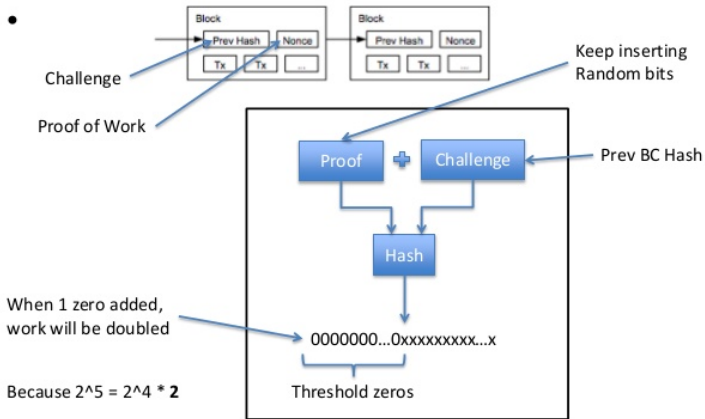 Block
Prev Hash
Nonce
Tx
Tx
...
Block
Prev Hash
Nonce
Tx
Tx
...
Challenge
Proof of Work
Keep inserting
Random bits
Proof
Challenge
Prev BC Hash
Hash
When 1 zero added,
work will be doubled
0000000...0xxxxxxxxx...x
Threshold zeros
Because 2^5 = 2^4 * 2